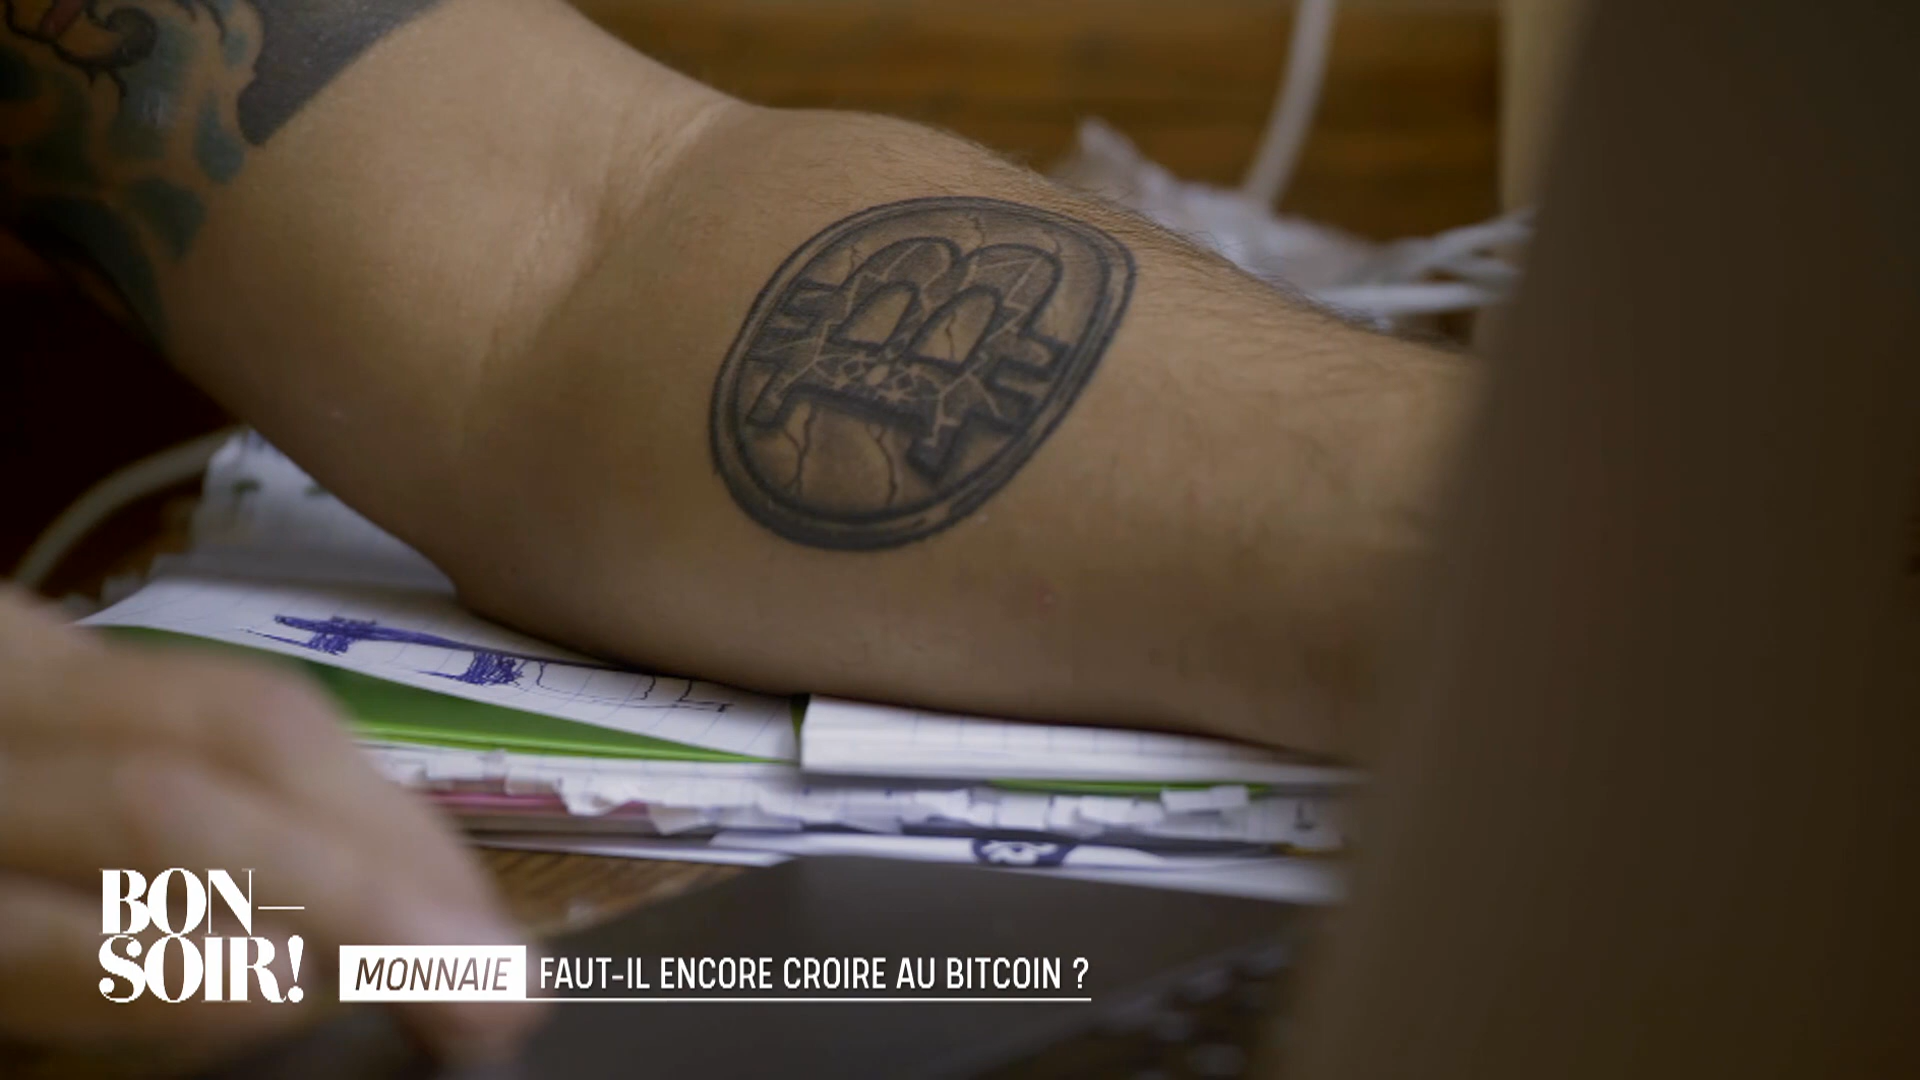 BON–
SOIR!
MONNAIE FAUT-IL ENCORE CROIRE AU BITCOIN ?